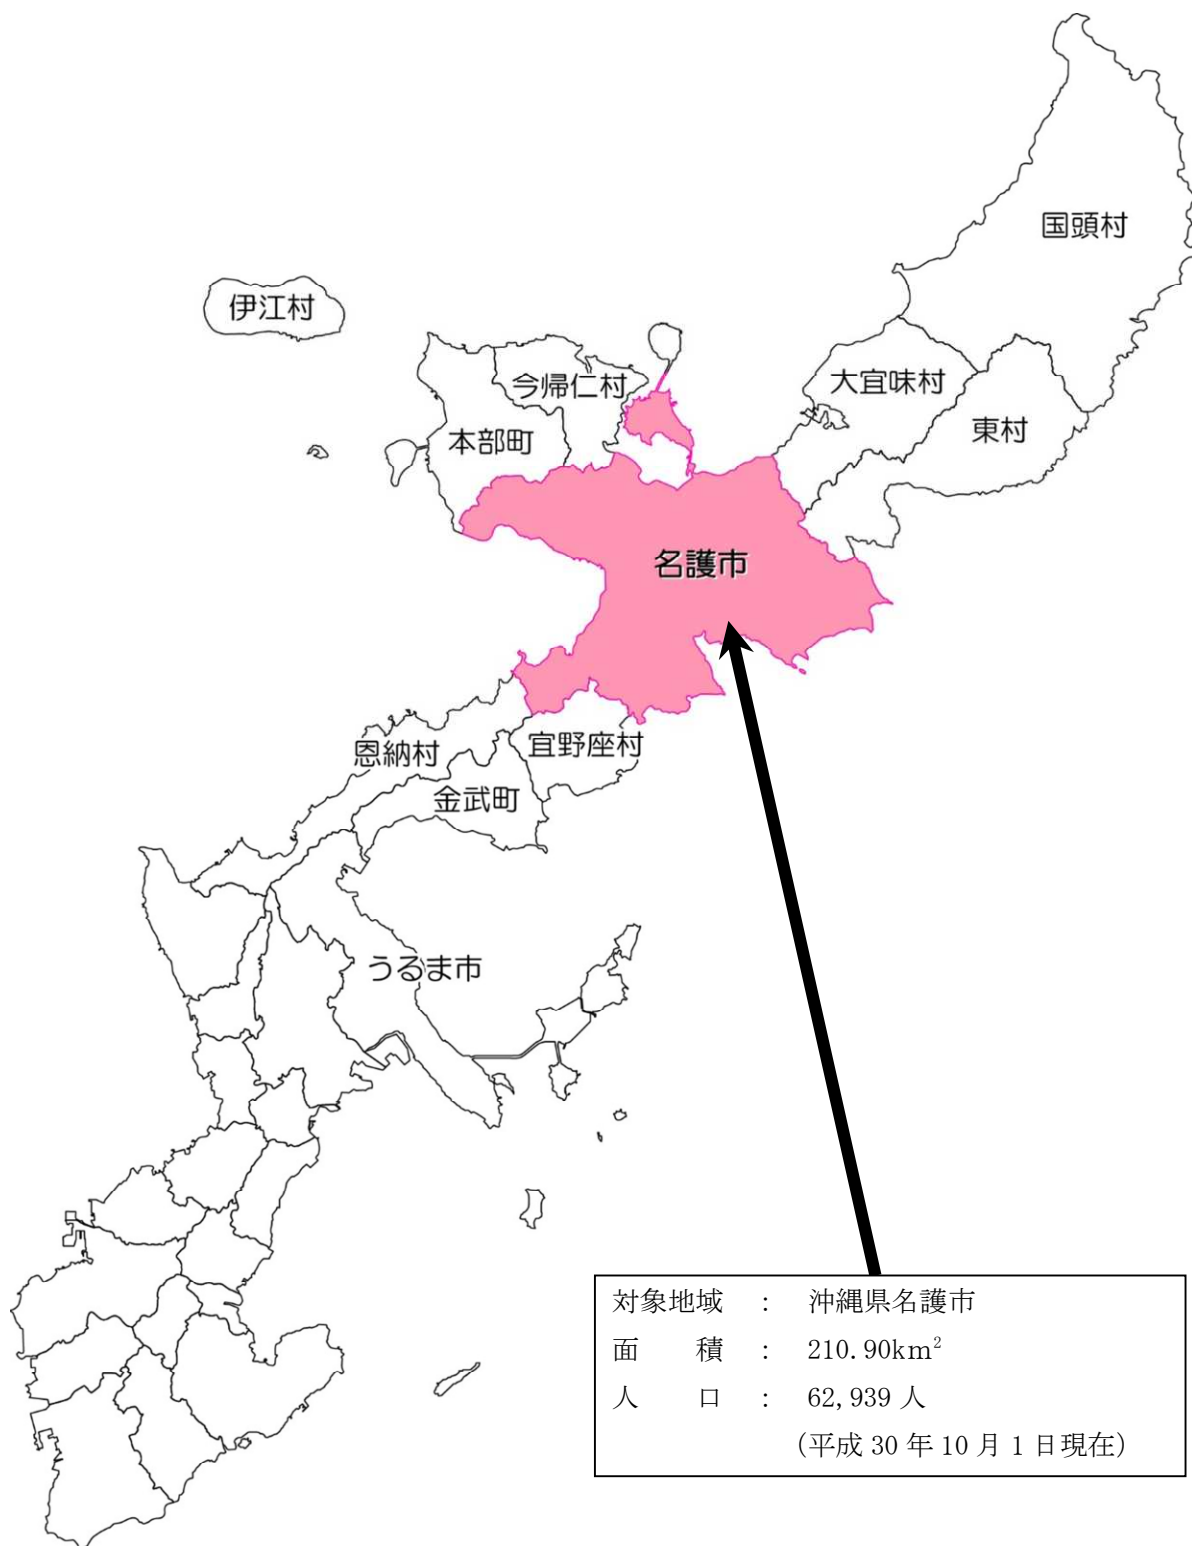 国頭村
伊江村
今帰仁村
大宜味村
本部町
東村
名護市
恩納村
宜野座村
金武町
うるま市
対象地域 : 沖縄県名護市
面 積 : 210.90km²
人 口 : 62,939 人
(平成 30 年 10 月 1 日現在)